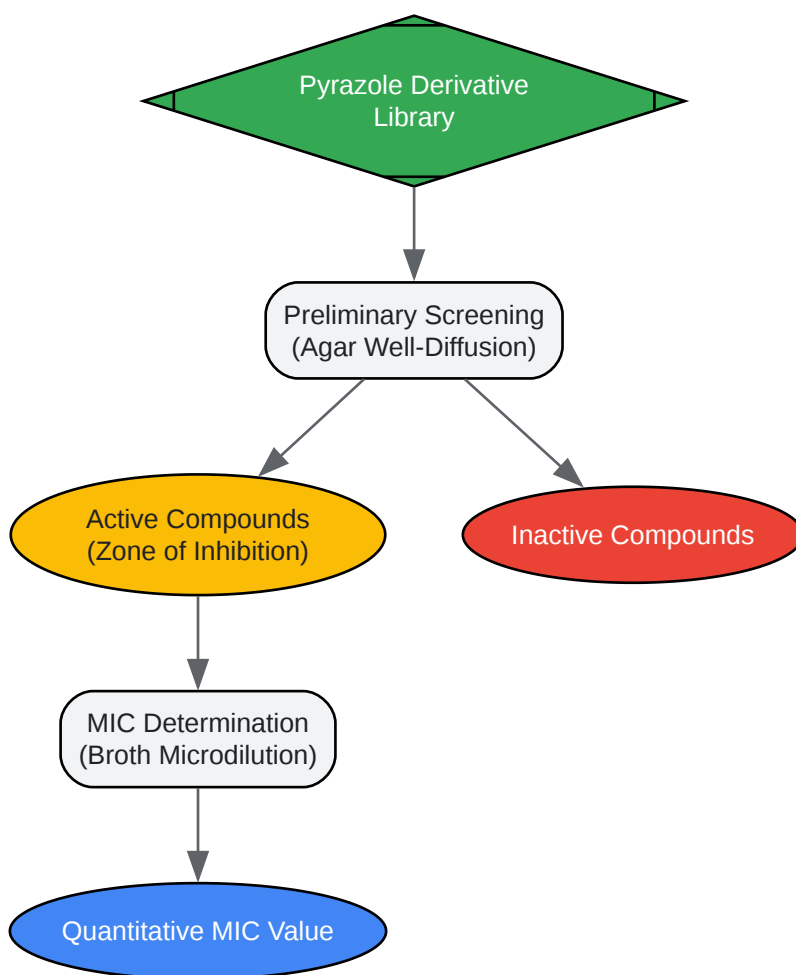 Pyrazole Derivative
Library
Preliminary Screening
(Agar Well-Diffusion)
Active Compounds
(Zone of Inhibition)
Inactive Compounds
MIC Determination
(Broth Microdilution)
Quantitative MIC Value